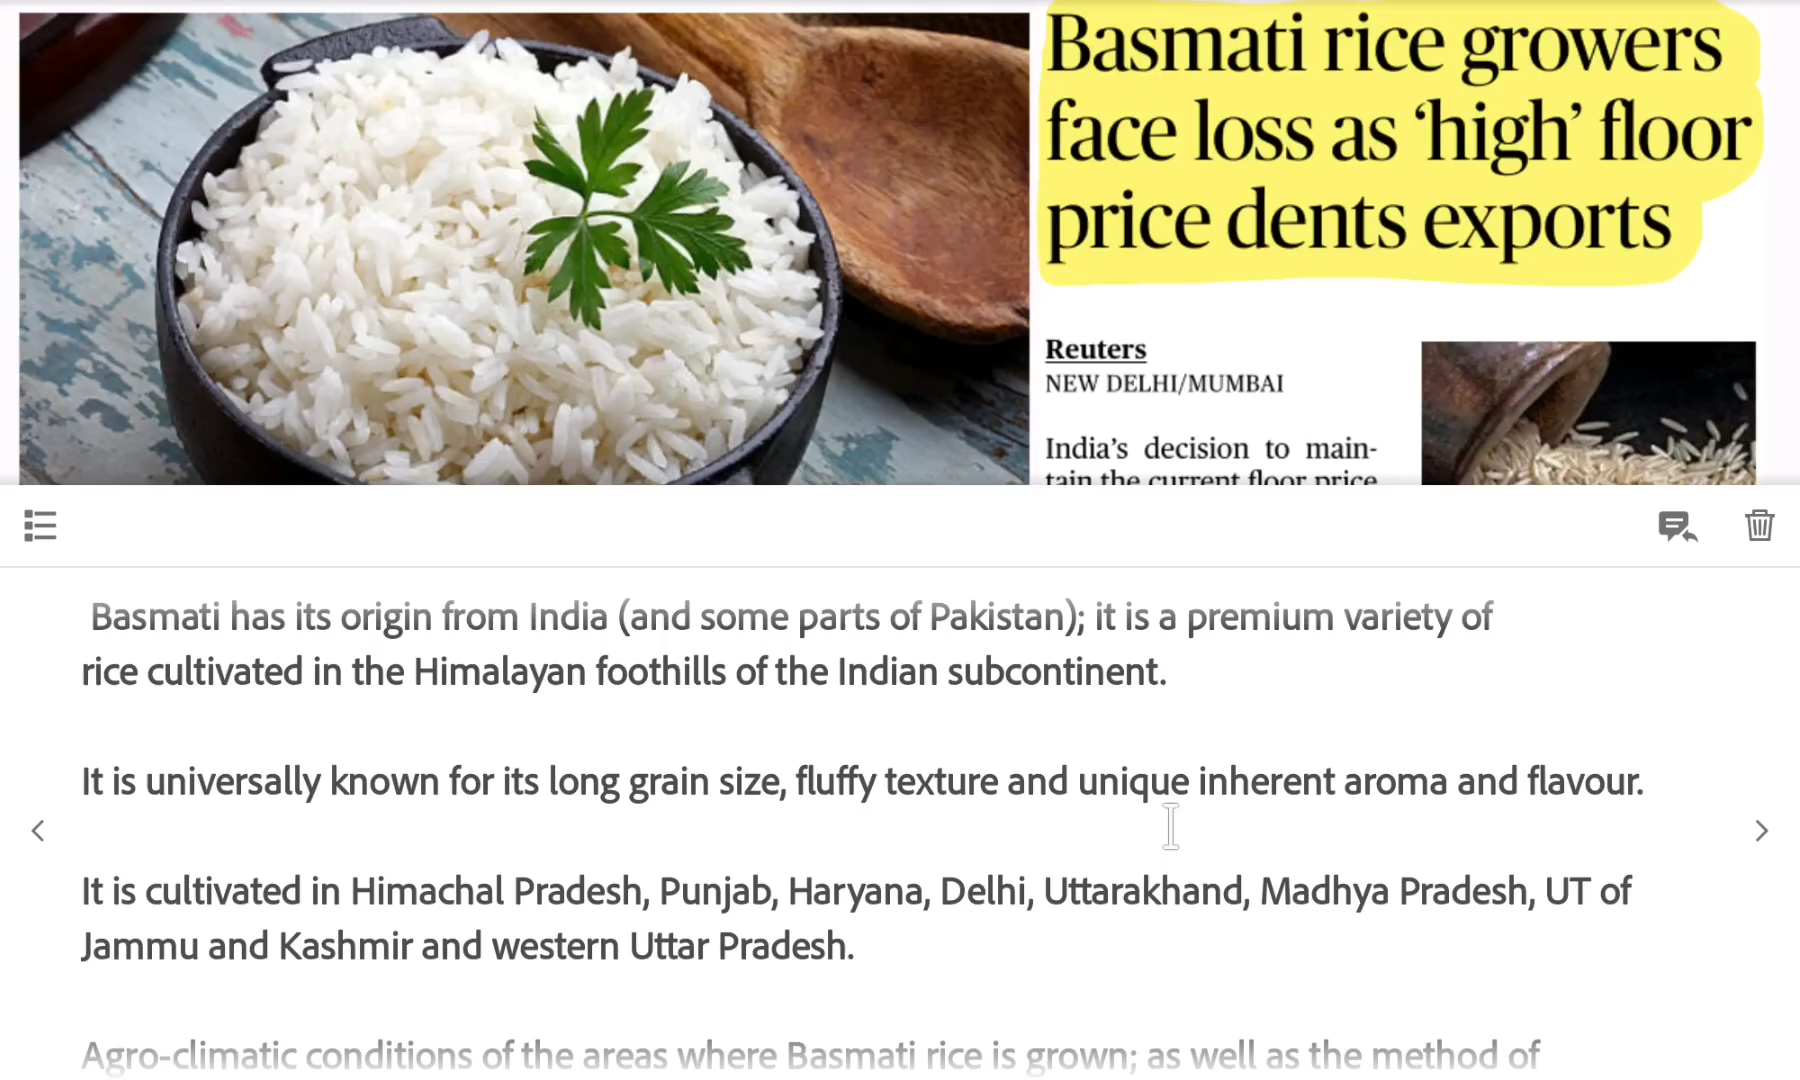 Basmati rice growers
face loss as ‘high’ floor
price dents exports
Reuters
NEW DELHI/MUMBAI
India’s decision to main-
tain the current floor price
Basmati has its origin from India (and some parts of Pakistan); it is a premium variety of
rice cultivated in the Himalayan foothills of the Indian subcontinent.
It is universally known for its long grain size, fluffy texture and unique inherent aroma and flavour.
It is cultivated in Himachal Pradesh, Punjab, Haryana, Delhi, Uttarakhand, Madhya Pradesh, UT of
Jammu and Kashmir and western Uttar Pradesh.
Agro-climatic conditions of the areas where Basmati rice is grown; as well as the method of